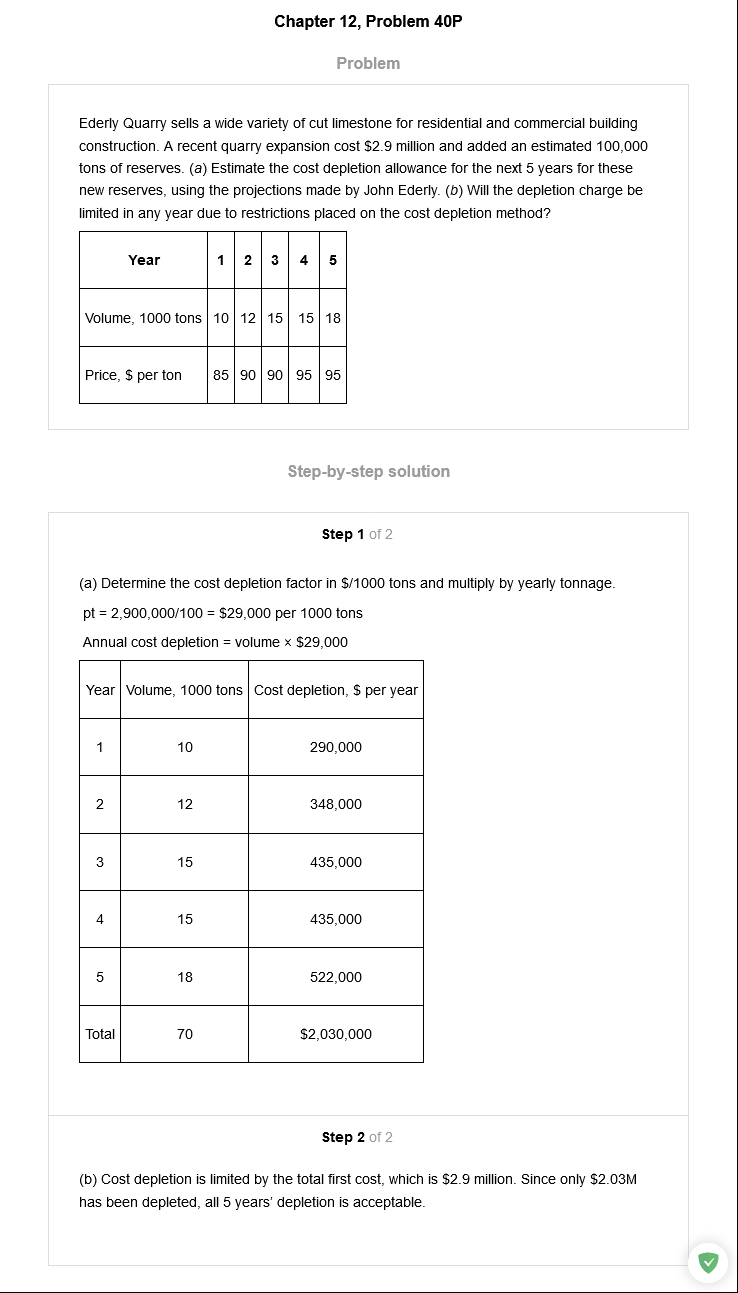 Chapter 12, Problem 40P
Problem
Ederly Quarry sells a wide variety of cut limestone for residential and commercial building
construction. A recent quarry expansion cost $2.9 million and added an estimated 100,000
tons of reserves. (a) Estimate the cost depletion allowance for the next 5 years for these
new reserves, using the projections made by John Ederly. (b) Will the depletion charge be
limited in any year due to restrictions placed on the cost depletion method?
Year 1 2 3 4 5
Volume, 1000 tons 10 12 15 15 18
Price, $ per ton 85 90 90 95 95
Step-by-step solution
Step 1 of 2
(a) Determine the cost depletion factor in $/1000 tons and multiply by yearly tonnage.
pt = 2,900,000/100 = $29,000 per 1000 tons
Annual cost depletion = volume × $29,000
Year Volume, 1000 tons Cost depletion, $ per year
1 10 290,000
2 12 348,000
3 15 435,000
4 15 435,000
5 18 522,000
Total 70 $2,030,000
Step 2 of 2
(b) Cost depletion is limited by the total first cost, which is $2.9 million. Since only $2.03M
has been depleted, all 5 years' depletion is acceptable.